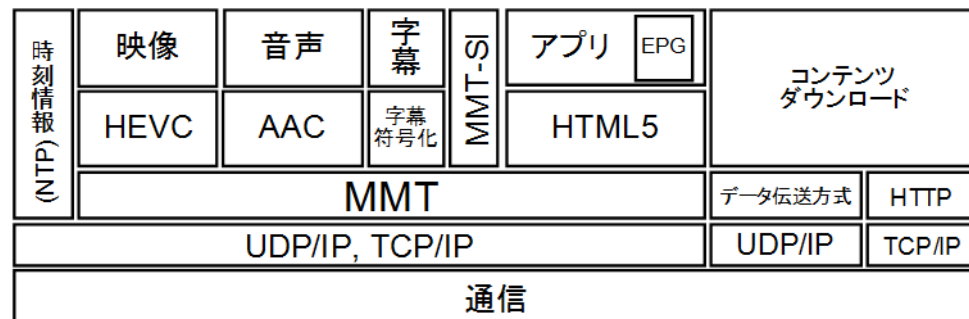 時刻情報(NTP)
映像
音声
字幕
MMT-SI
アプリ
EPG
コンテンツ
ダウンロード
HEVC
AAC
字幕
符号化
HTML5
MMT
データ伝送方式
HTTP
UDP/IP, TCP/IP
UDP/IP
TCP/IP
通信